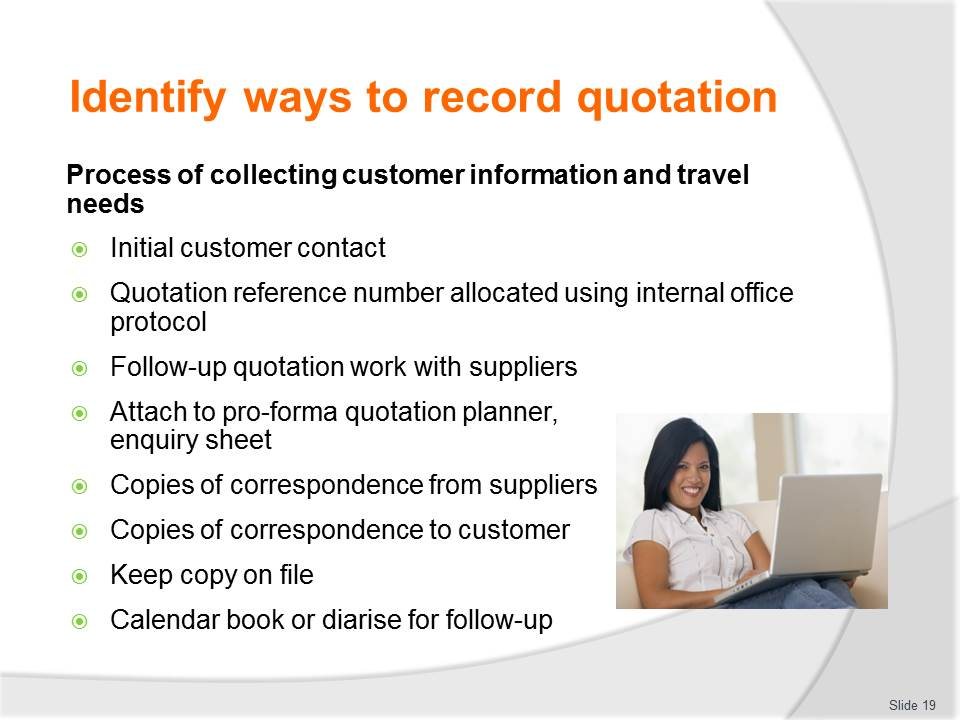 Identify ways to record quotation
Process of collecting customer information and travel
needs
Initial customer contact
Quotation reference number allocated using internal office
protocol
Follow-up quotation work with suppliers
Attach to pro-forma quotation planner,
enquiry sheet
Copies of correspondence from suppliers
Copies of correspondence to customer
Keep copy on file
Calendar book or diarise for follow-up
Slide 19